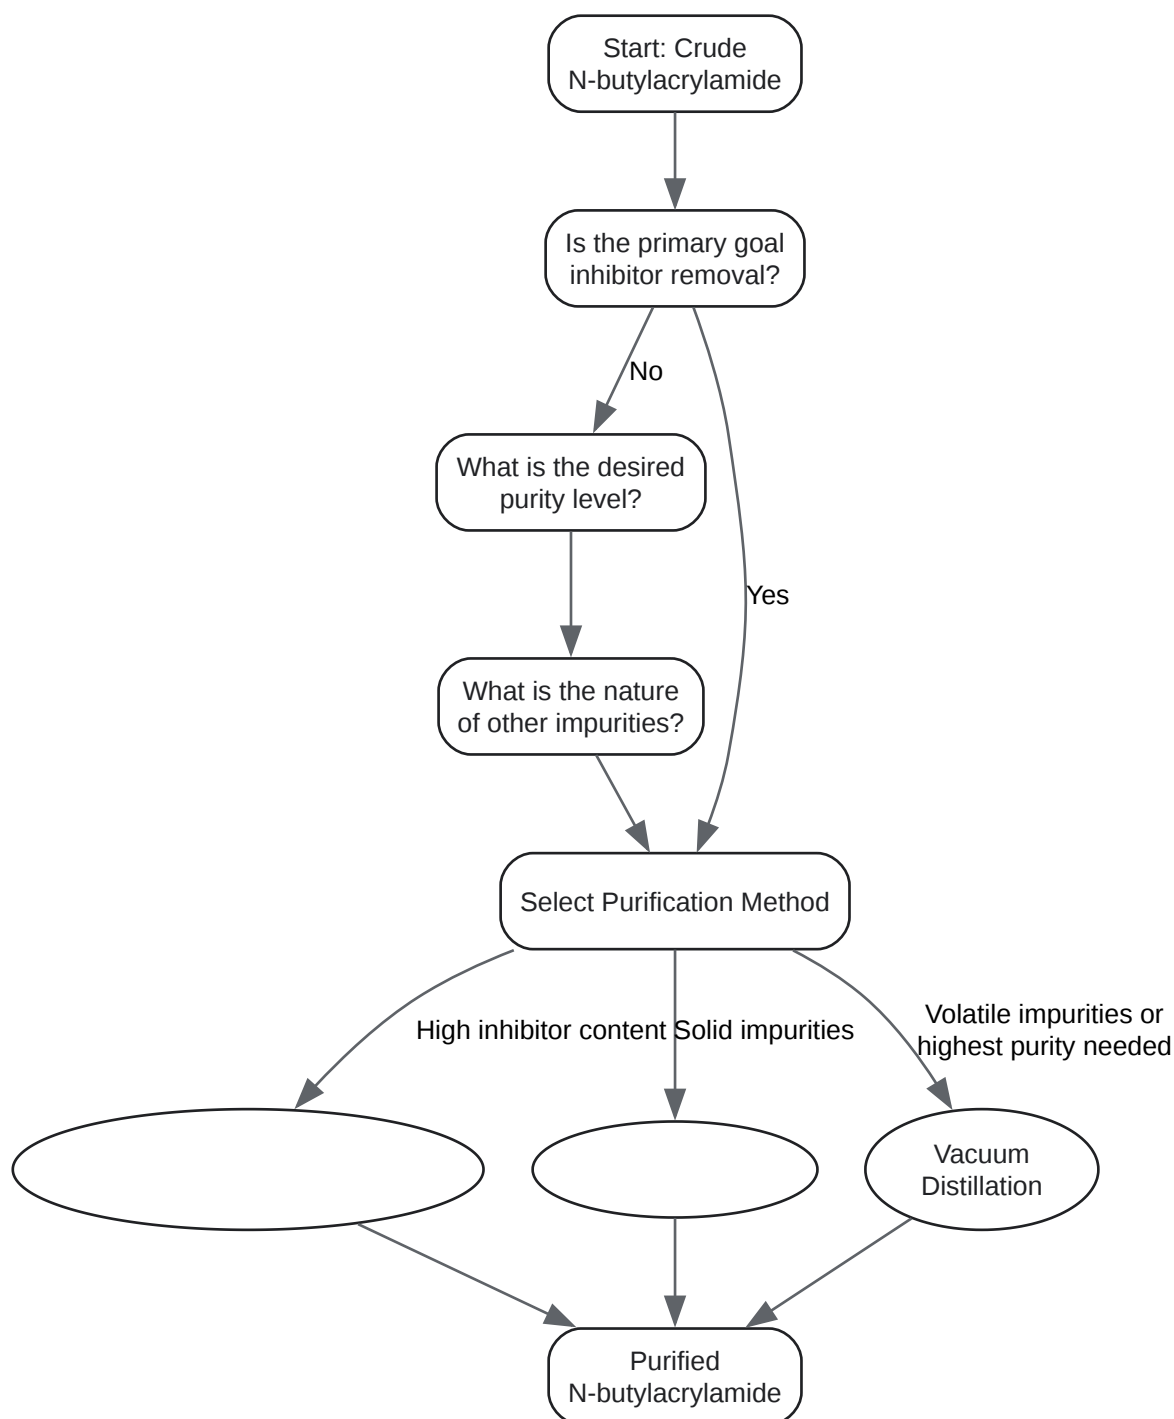 Start: Crude
N-butylacrylamide
Is the primary goal
inhibitor removal?
No
What is the desired
purity level?
Yes
What is the nature
of other impurities?
Select Purification Method
High inhibitor content
Solid impurities
Volatile impurities or
highest purity needed
Vacuum
Distillation
Purified
N-butylacrylamide